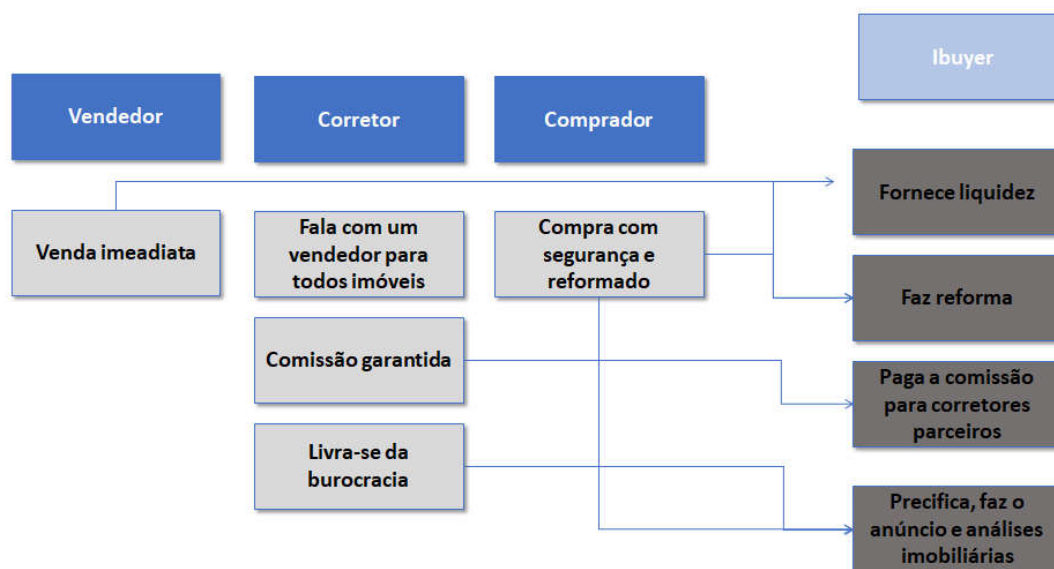 Ibuyer
Vendedor
Corretor
Comprador
Fornece liquidez
Venda imeadiata
Fala com um
vendedor para
todos imóveis
Compra com
segurança e
reformado
Faz reforma
Comissão garantida
Paga a comissão
para corretores
parceiros
Livra-se da
burocracia
Precifica, faz o
anúncio e análises
imobiliárias